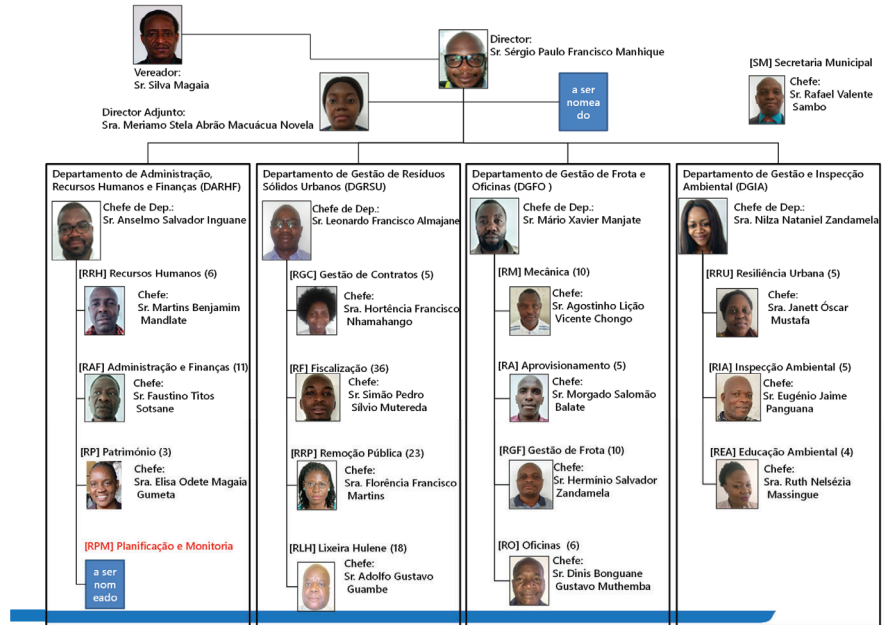 Vereador:
Sr. Silva Magaia
Director:
Sr. Sérgio Paulo Francisco Manhique
[SM] Secretaria Municipal
Chefe:
Sr. Rafael Valente
Sambo
Director Adjunto:
Sra. Meriamo Stela Abrão Macuácua Novela
a ser
nomea
do
Departamento de Administração,
Recursos Humanos e Finanças (DARHF)
Chefe de Dep.:
Sr. Anselmo Salvador Inguane
[RRH] Recursos Humanos (6)
Chefe:
Sr. Martins Benjamim
Mandlate
[RAF] Administração e Finanças (11)
Chefe:
Sr. Faustino Titos
Sotsane
[RP] Património (3)
Chefe:
Sra. Elisa Odete Magaia
Gumeta
[RPM] Planificação e Monitoria
a ser
nom
eado
Departamento de Gestão de Resíduos
Sólidos Urbanos (DGRSU)
Chefe de Dep.:
Sr. Leonardo Francisco Almajane
[RGC] Gestão de Contratos (5)
Chefe:
Sra. Hortência Francisco
Nhamahango
[RF] Fiscalização (36)
Chefe:
Sr. Simão Pedro
Sílvio Mutereda
[RRP] Remoção Pública (23)
Chefe:
Sra. Florência Francisco
Martins
[RLH] Lixeira Hulene (18)
Chefe:
Sr. Adolfo Gustavo
Guambe
Departamento de Gestão de Frota e
Oficinas (DGFO )
Chefe de Dep.:
Sr. Mário Xavier Manjate
[RM] Mecânica (10)
Chefe:
Sr. Agostinho Lição
Vicente Chongo
[RA] Aprovisionamento (5)
Chefe:
Sr. Morgado Salomão
Balate
[RGF] Gestão de Frota (10)
Chefe:
Sr. Hermínio Salvador
Zandamela
[RO] Oficinas (6)
Chefe:
Sr. Dinis Bonguane
Gustavo Muthemba
Departamento de Gestão e Inspecção
Ambiental (DGIA)
Chefe de Dep.:
Sra. Nilza Nataniel Zandamela
[RRU] Resiliência Urbana (5)
Chefe:
Sra. Janett Óscar
Mustafa
[RIA] Inspecção Ambiental (5)
Chefe:
Sr. Eugénio Jaime
Panguana
[REA] Educação Ambiental (4)
Chefe:
Sra. Ruth Nelsézia
Massingue